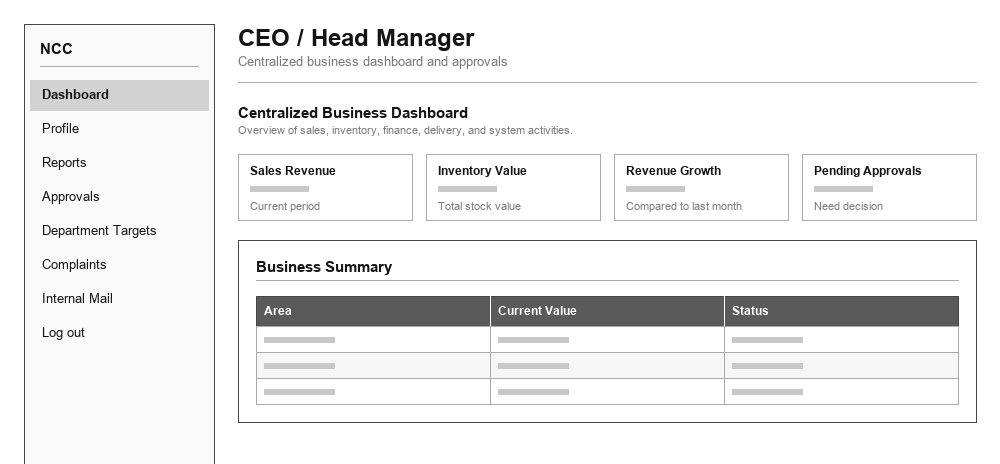 NCC
Dashboard
Profile
Reports
Approvals
Department Targets
Complaints
Internal Mail
Log out
CEO / Head Manager
Centralized business dashboard and approvals
Centralized Business Dashboard
Overview of sales, inventory, finance, delivery, and system activities.
Sales Revenue
Current period
Inventory Value
Total stock value
Revenue Growth
Compared to last month
Pending Approvals
Need decision
Business Summary
Area Current Value Status